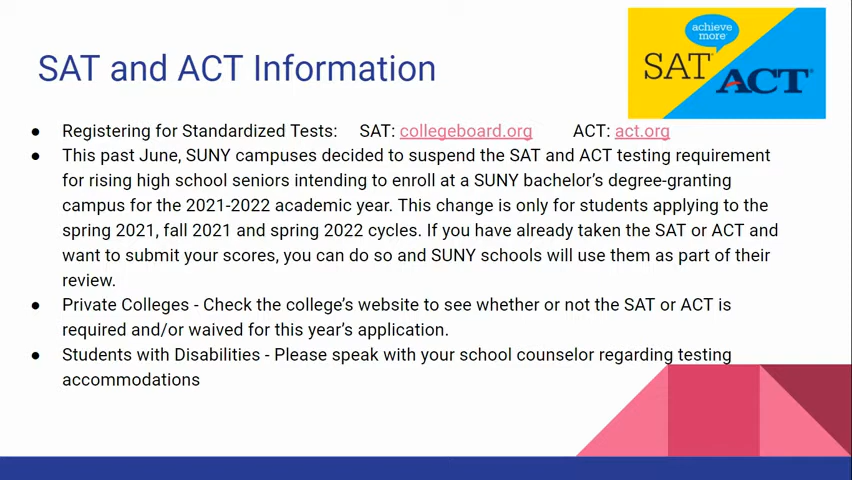 achieve
more
SAT
ACT
SAT and ACT Information
● Registering for Standardized Tests: SAT: collegeboard.org ACT: act.org
● This past June, SUNY campuses decided to suspend the SAT and ACT testing requirement
for rising high school seniors intending to enroll at a SUNY bachelor's degree-granting
campus for the 2021-2022 academic year. This change is only for students applying to the
spring 2021, fall 2021 and spring 2022 cycles. If you have already taken the SAT or ACT and
want to submit your scores, you can do so and SUNY schools will use them as part of their
review.
● Private Colleges - Check the college's website to see whether or not the SAT or ACT is
required and/or waived for this year's application.
● Students with Disabilities - Please speak with your school counselor regarding testing
accommodations